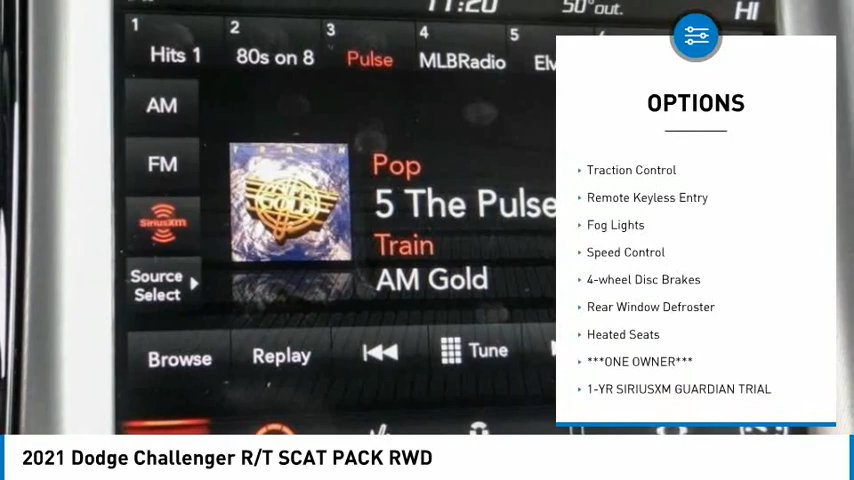 11:20
50° out.
HI
1
2
3
4
5
Hits 1
80s on 8
Pulse
MLBRadio
AM
FM
SiriusXM
Source
Select
Pop
5 The Pulse
Train
AM Gold
GOLD
Browse
Replay
Tune
OPTIONS
Traction Control
Remote Keyless Entry
Fog Lights
Speed Control
4-wheel Disc Brakes
Rear Window Defroster
Heated Seats
***ONE OWNER***
1-YR SIRIUSXM GUARDIAN TRIAL
2021 Dodge Challenger R/T SCAT PACK RWD